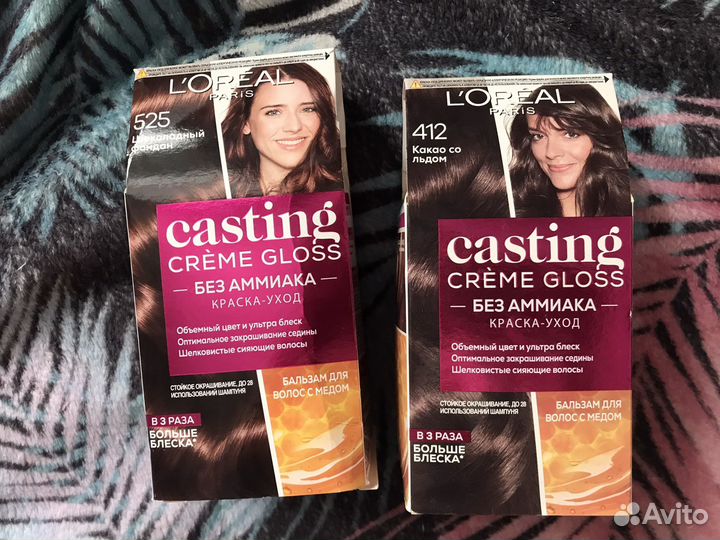 L'ORÉAL
PARIS
525
Шоколадный
фондан
casting
CRÈME GLOSS
БЕЗ АММИАКА
КРАСКА-УХОД
Объемный цвет и ультра блеск
Оптимальное закрашивание седины
Шелковистые сияющие волосы
СТОЙКОЕ ОКРАШИВАНИЕ, ДО 28
ИСПОЛЬЗОВАНИЙ ШАМПУНЯ
БАЛЬЗАМ ДЛЯ
ВОЛОС С МЕДОМ
В 3 РАЗА
БОЛЬШЕ
БЛЕСКА*
L'ORÉAL
PARIS
412
Какао со
льдом
casting
CRÈME GLOSS
БЕЗ АММИАКА
КРАСКА-УХОД
Объемный цвет и ультра блеск
Оптимальное закрашивание седины
Шелковистые сияющие волосы
СТОЙКОЕ ОКРАШИВАНИЕ, ДО 28
ИСПОЛЬЗОВАНИЙ ШАМПУНЯ
БАЛЬЗАМ ДЛЯ
ВОЛОС С МЕДОМ
В 3 РАЗА
БОЛЬШЕ
БЛЕСКА*
Avito